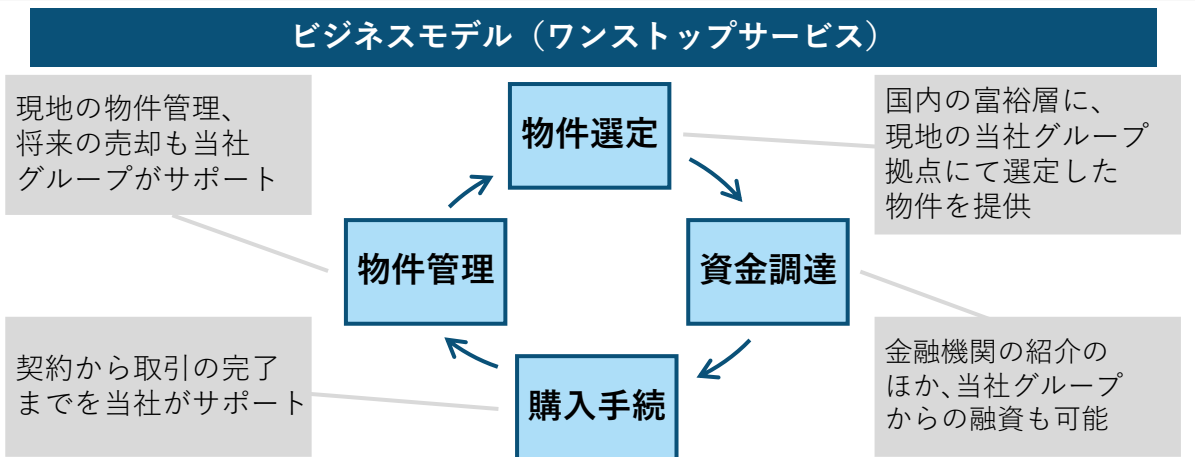 ビジネスモデル（ワンストップサービス）
現地の物件管理、
将来の売却も当社
グループがサポート
物件選定
国内の富裕層に、
現地の当社グループ
拠点にて選定した
物件を提供
物件管理
資金調達
契約から取引の完了
までを当社がサポート
購入手続
金融機関の紹介の
ほか、当社グループ
からの融資も可能